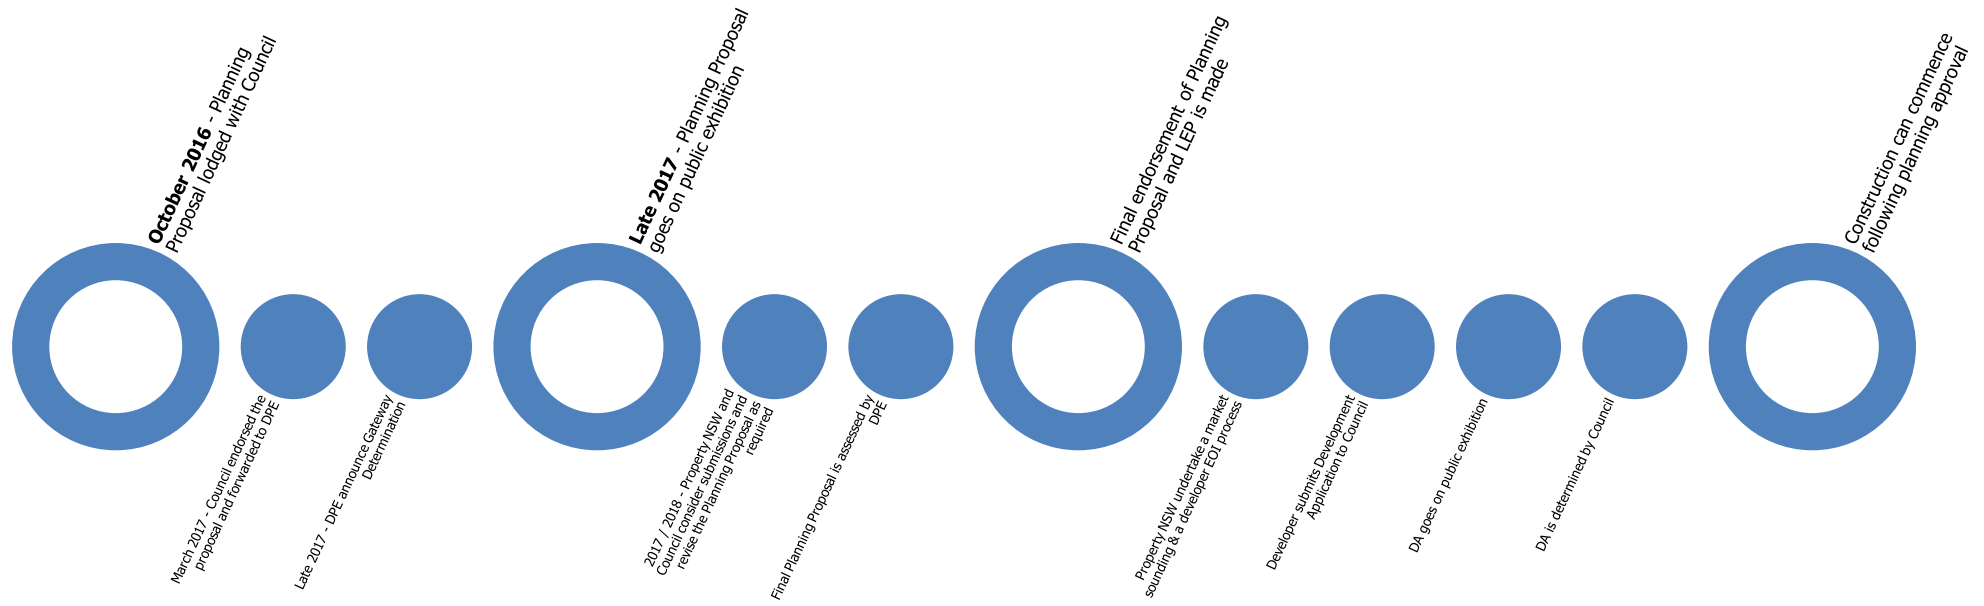 October 2016 - Planning
Proposal lodged with Council
March 2017 - Council endorsed the
proposal and forwarded to DPE
Late 2017 - DPE announce Gateway
Determination
Late 2017 - Planning Proposal
goes on public exhibition
2017 / 2018 - Property NSW and
Council consider submissions and
revise the Planning Proposal as
required
Final Planning Proposal is assessed by
DPE
Final endorsement of Planning
Proposal and LEP is made
Property NSW undertake a market
sounding & a developer EOI process
Developer submits Development
Application to Council
DA goes on public exhibition
DA is determined by Council
Construction can commence
following planning approval